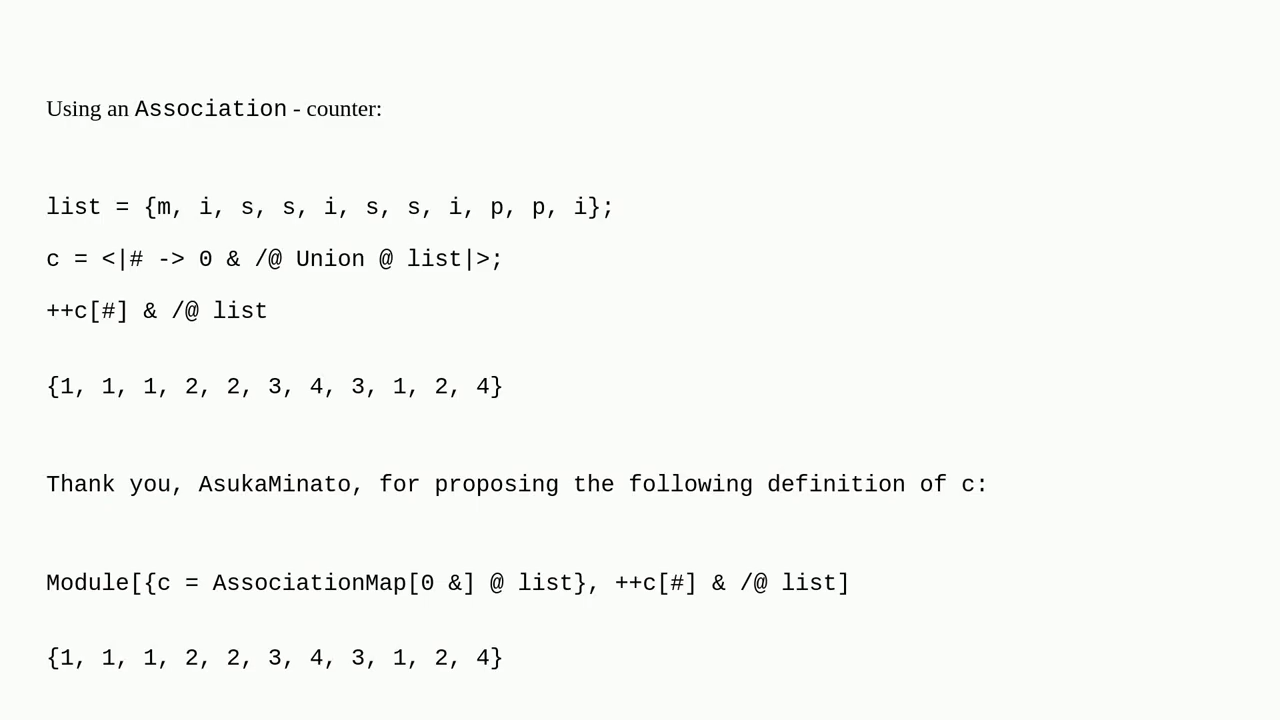 Using an Association - counter:
list = {m, i, s, s, i, s, s, i, p, p, i};
c = <|# -> 0 & /@ Union @ list|>;
++c[#] & /@ list
{1, 1, 1, 2, 2, 3, 4, 3, 1, 2, 4}
Thank you, AsukaMinato, for proposing the following definition of c:
Module[{c = AssociationMap[0 &] @ list}, ++c[#] & /@ list]
{1, 1, 1, 2, 2, 3, 4, 3, 1, 2, 4}